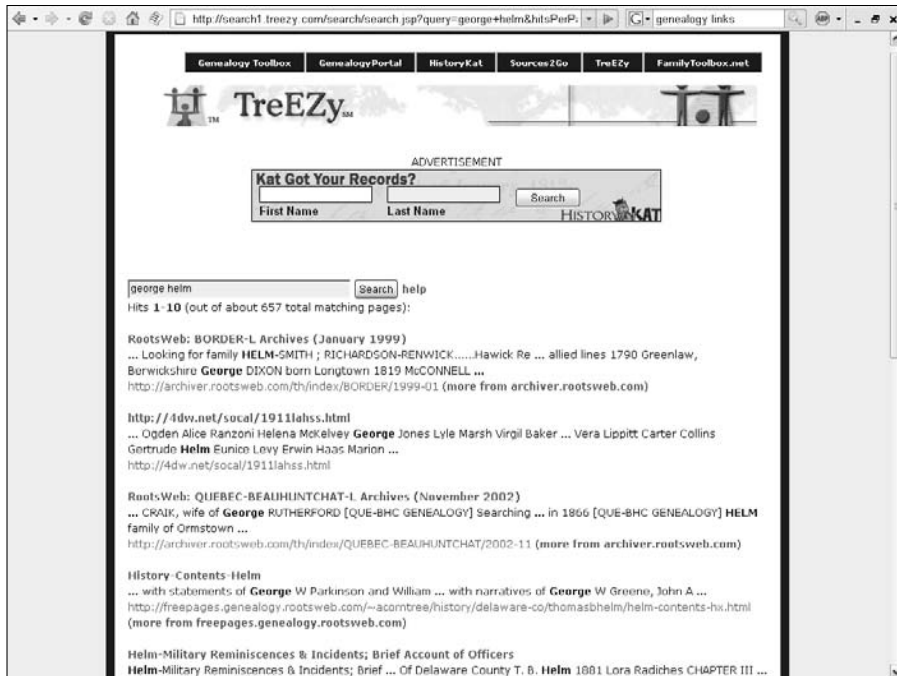 http://search1.treezy.com/search/search.jsp?query=george+helm&hitsPerPa
G genealogy links
ABP
Genealogy Toolbox GenealogyPortal HistoryKat Sources2Go TreEZy FamilyToolbox.net
TM TreEZy SM
ADVERTISEMENT
Kat Got Your Records?
Search
First Name Last Name HISTORY KAT
george helm Search help
Hits 1-10 (out of about 657 total matching pages):
RootsWeb: BORDER-L Archives (January 1999)
... Looking for family HELM-SMITH ; RICHARDSON-RENWICK......Hawick Re ... allied lines 1790 Greenlaw,
Berwickshire George DIXON born Longtown 1819 McCONNELL ...
http://archiver.rootsweb.com/th/index/BORDER/1999-01 (more from archiver.rootsweb.com)
http://4dw.net/socal/1911lahss.html
... Ogden Alice Ranzoni Helena McKelvey George Jones Lyle Marsh Virgil Baker ... Vera Lippitt Carter Collins
Gertrude Helm Eunice Levy Erwin Haas Marion ...
http://4dw.net/socal/1911lahss.html
RootsWeb: QUEBEC-BEAUHUNTCHAT-L Archives (November 2002)
... CRAIK, wife of George RUTHERFORD [QUE-BHC GENEALOGY] Searching ... in 1866 [QUE-BHC GENEALOGY] HELM
family of Ormstown ...
http://archiver.rootsweb.com/th/index/QUEBEC-BEAUHUNTCHAT/2002-11 (more from archiver.rootsweb.com)
History-Contents-Helm
... with statements of George W Parkinson and William ... with narratives of George W Greene, John A ...
http://freepages.genealogy.rootsweb.com/~acorntree/history/delaware-co/thomasbhelm/helm-contents-hx.html
(more from freepages.genealogy.rootsweb.com)
Helm-Military Reminiscences & Incidents; Brief Account of Officers
Helm-Military Reminiscences & Incidents; Brief ... Of Delaware County T. B. Helm 1881 Lora Radiches CHAPTER III ...